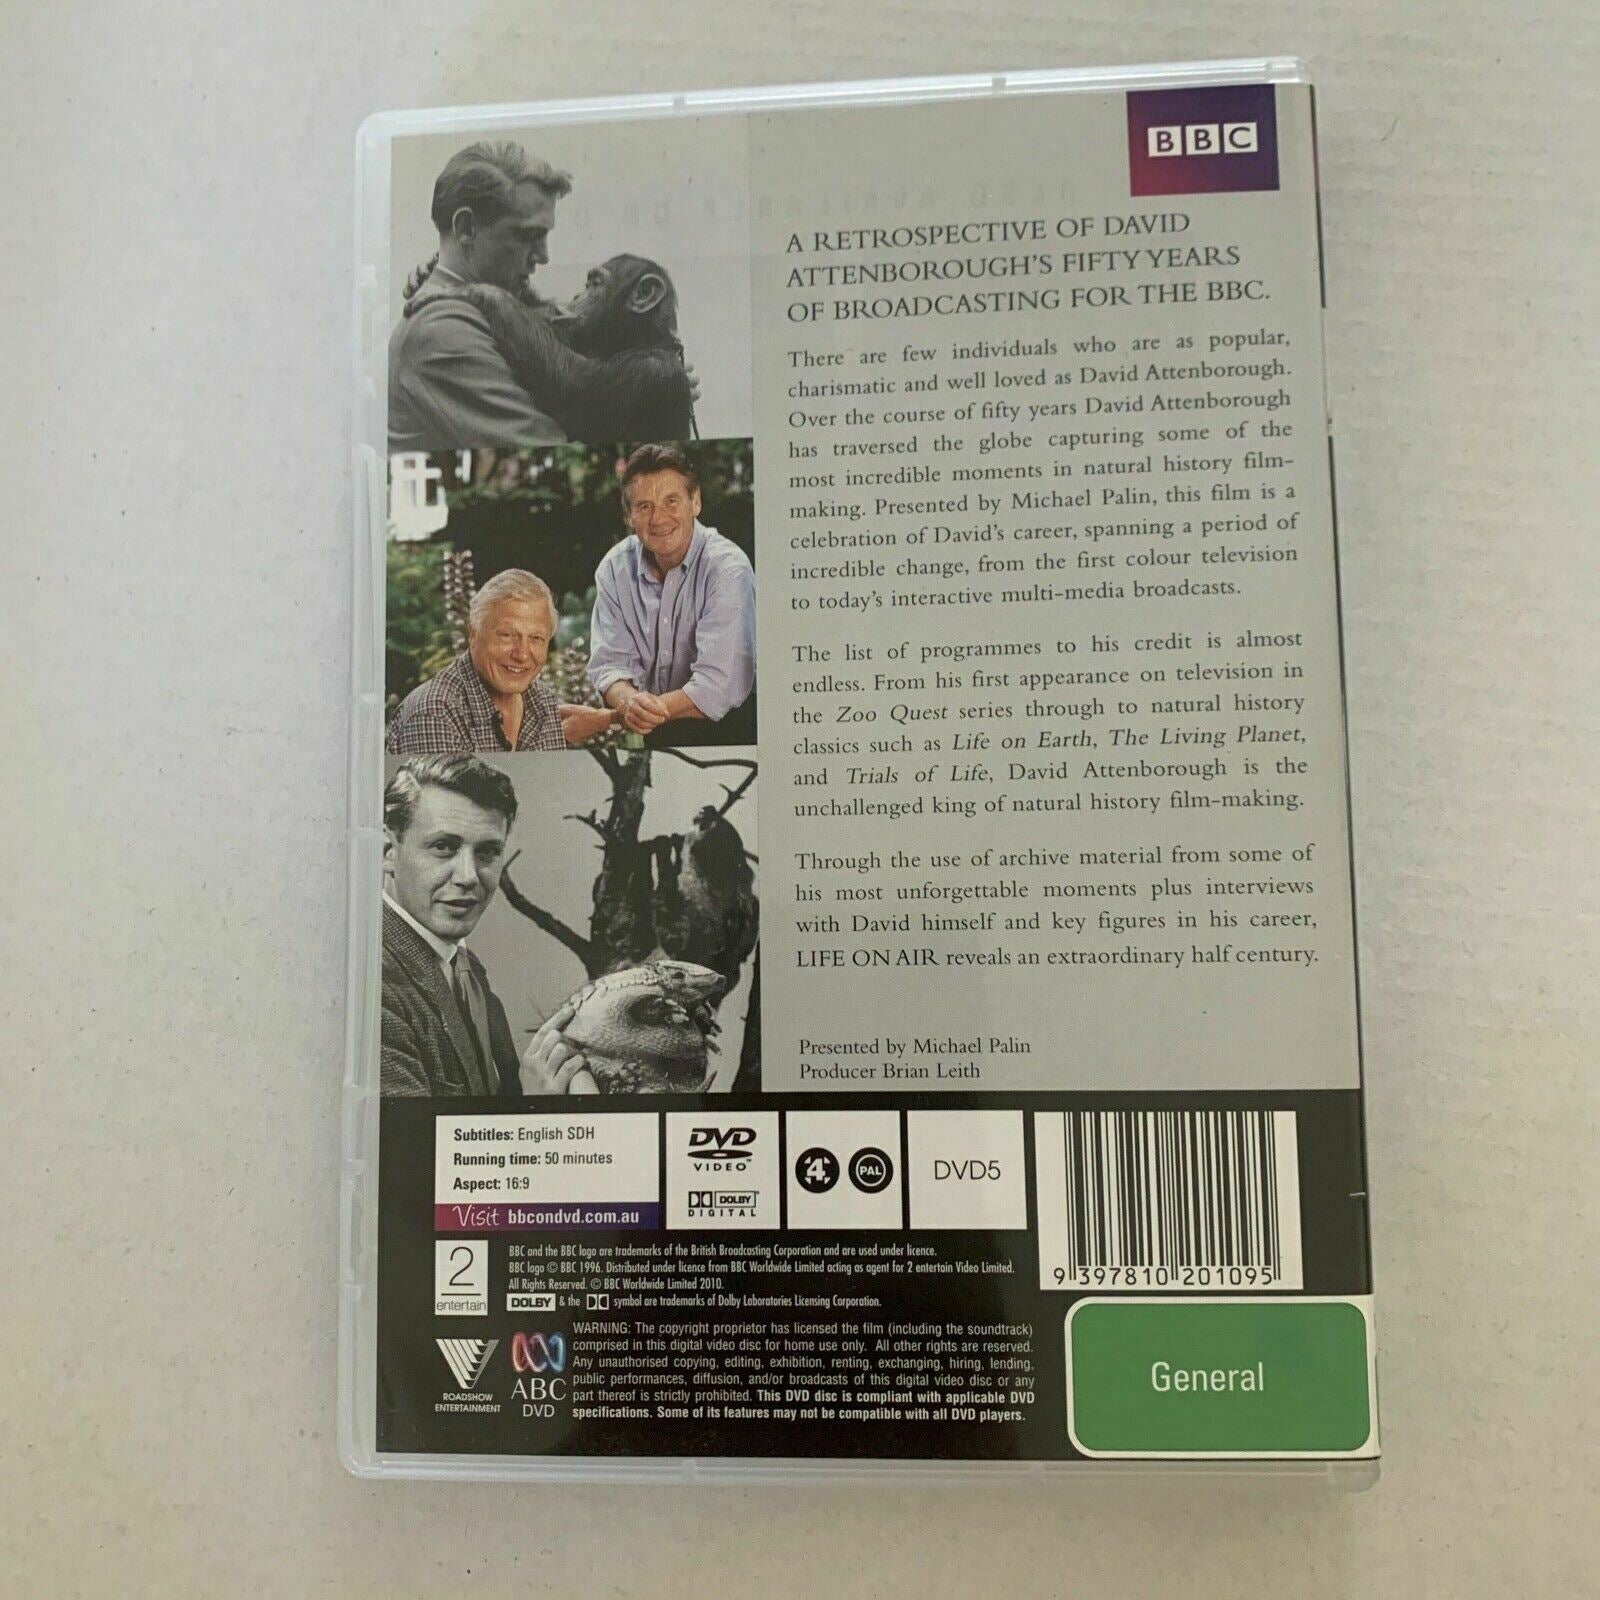 BBC
A RETROSPECTIVE OF DAVID
ATTENBOROUGH'S FIFTY YEARS
OF BROADCASTING FOR THE BBC.
There are few individuals who are as popular,
charismatic and well loved as David Attenborough.
Over the course of fifty years David Attenborough
has traversed the globe capturing some of the
most incredible moments in natural history film-
making. Presented by Michael Palin, this film is a
celebration of David's career, spanning a period of
incredible change, from the first colour television
to today's interactive multi-media broadcasts.
The list of programmes to his credit is almost
endless. From his first appearance on television in
the Zoo Quest series through to natural history
classics such as Life on Earth, The Living Planet,
and Trials of Life, David Attenborough is the
unchallenged king of natural history film-making.
Through the use of archive material from some of
his most unforgettable moments plus interviews
with David himself and key figures in his career,
LIFE ON AIR reveals an extraordinary half century.
Presented by Michael Palin
Producer Brian Leith
Subtitles: English SDH
Running time: 50 minutes
Aspect: 16:9
Visit bbcondvd.com.au
DVD
VIDEO™
DOLBY
DIGITAL
4
PAL
DVD5
9 397810 201095
2
entertain
BBC and the BBC logo are trademarks of the British Broadcasting Corporation and are used under licence.
BBC logo © BBC 1996. Distributed under licence from BBC Worldwide Limited acting as agent for 2 entertain Video Limited.
All Rights Reserved. © BBC Worldwide Limited 2010.
DOLBY & the symbol are trademarks of Dolby Laboratories Licensing Corporation.
ROADSHOW
ENTERTAINMENT
ABC
DVD
WARNING: The copyright proprietor has licensed the film (including the soundtrack)
comprised in this digital video disc for home use only. All other rights are reserved.
Any unauthorised copying, editing, exhibition, renting, exchanging, hiring, lending,
public performances, diffusion, and/or broadcasts of this digital video disc or any
part thereof is strictly prohibited. This DVD disc is compliant with applicable DVD
specifications. Some of its features may not be compatible with all DVD players.
General